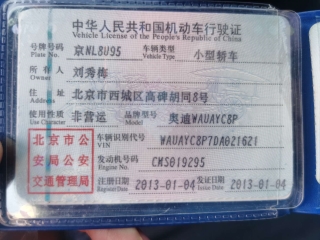 中华人民共和国机动车行驶证
Vehicle License of the People's Republic of China
号牌号码 京NL8U95 车辆类型 小型轿车
Plate No. Vehicle Type
所有人 刘秀梅
Owner
住址 北京市西城区高碑胡同8号
Address
使用性质 非营运 品牌型号 奥迪WAUAYC8P
Use Character Model
北京市公
安局公安
交通管理局
车辆识别代号 WAUAYC8P7DA021621
VIN
发动机号码 CMS019295
Engine No.
注册日期 2013-01-04 发证日期 2013-01-04
Register Date Issue Date